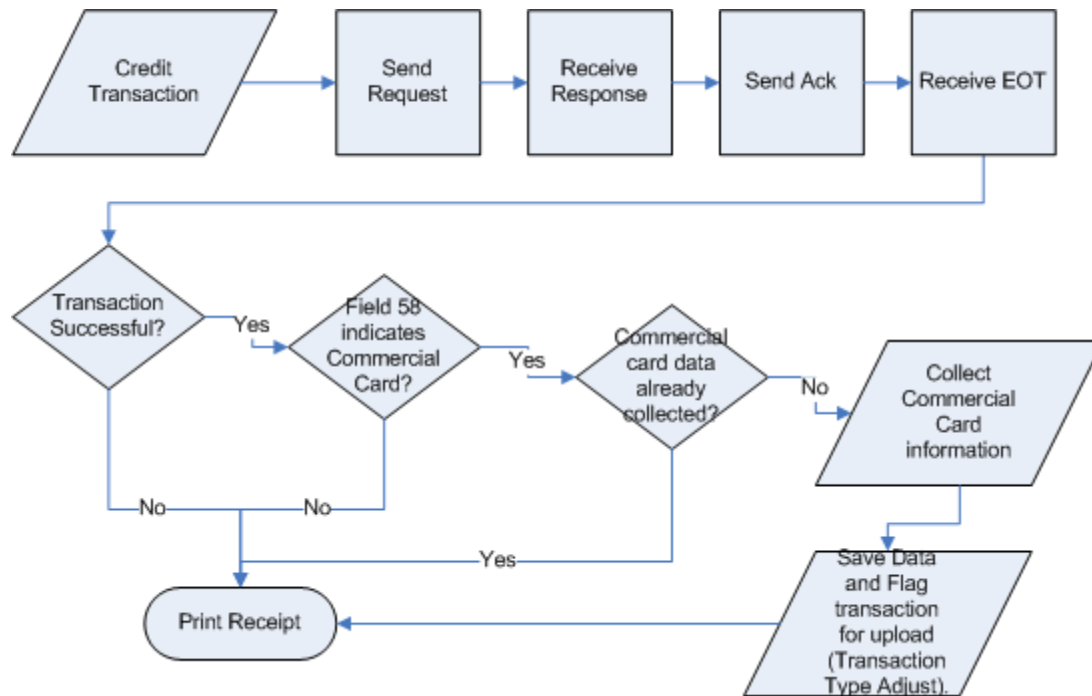 Credit
Transaction
Send
Request
Receive
Response
Send Ack
Receive EOT
Transaction
Successful?
Yes
Field 58
indicates
Commercial
Card?
Yes
Commercial
card data
already
collected?
No
Collect
Commercial
Card
information
No
No
Yes
Save Data
and Flag
transaction
for upload
(Transaction
Type Adjust).
Print Receipt